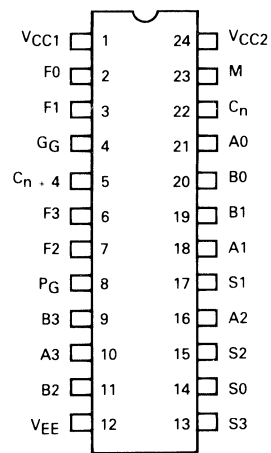 VCC1 1 24 VCC2
F0 2 23 M
F1 3 22 Cn
GG 4 21 A0
Cn + 4 5 20 B0
F3 6 19 B1
F2 7 18 A1
PG 8 17 S1
B3 9 16 A2
A3 10 15 S2
B2 11 14 S0
VEE 12 13 S3